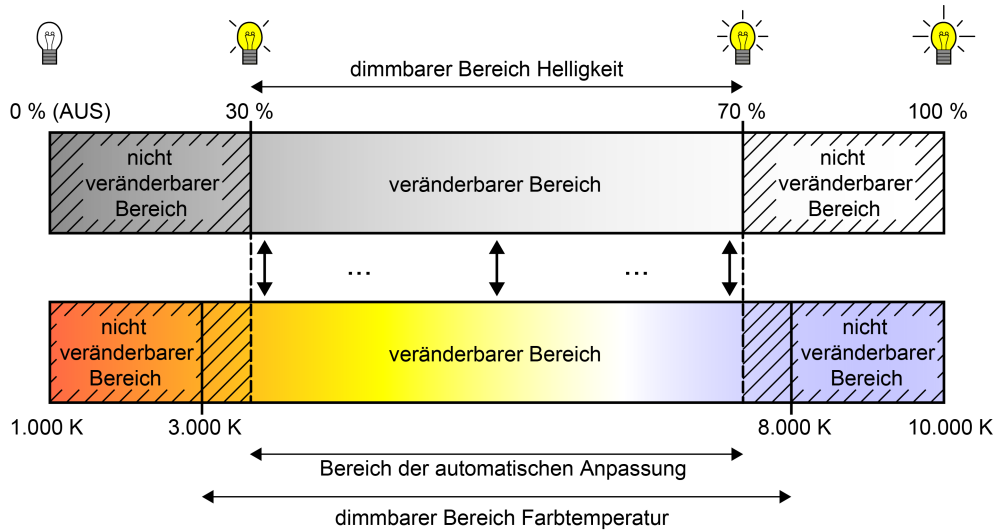 dimmbarer Bereich Helligkeit
0 % (AUS)
30 %
70 %
100 %
nicht
veränderbarer
Bereich
veränderbarer Bereich
nicht
veränderbarer
Bereich
...
...
nicht
veränderbarer
Bereich
veränderbarer Bereich
nicht
veränderbarer
Bereich
1.000 K
3.000 K
8.000 K
10.000 K
Bereich der automatischen Anpassung
dimmbarer Bereich Farbtemperatur